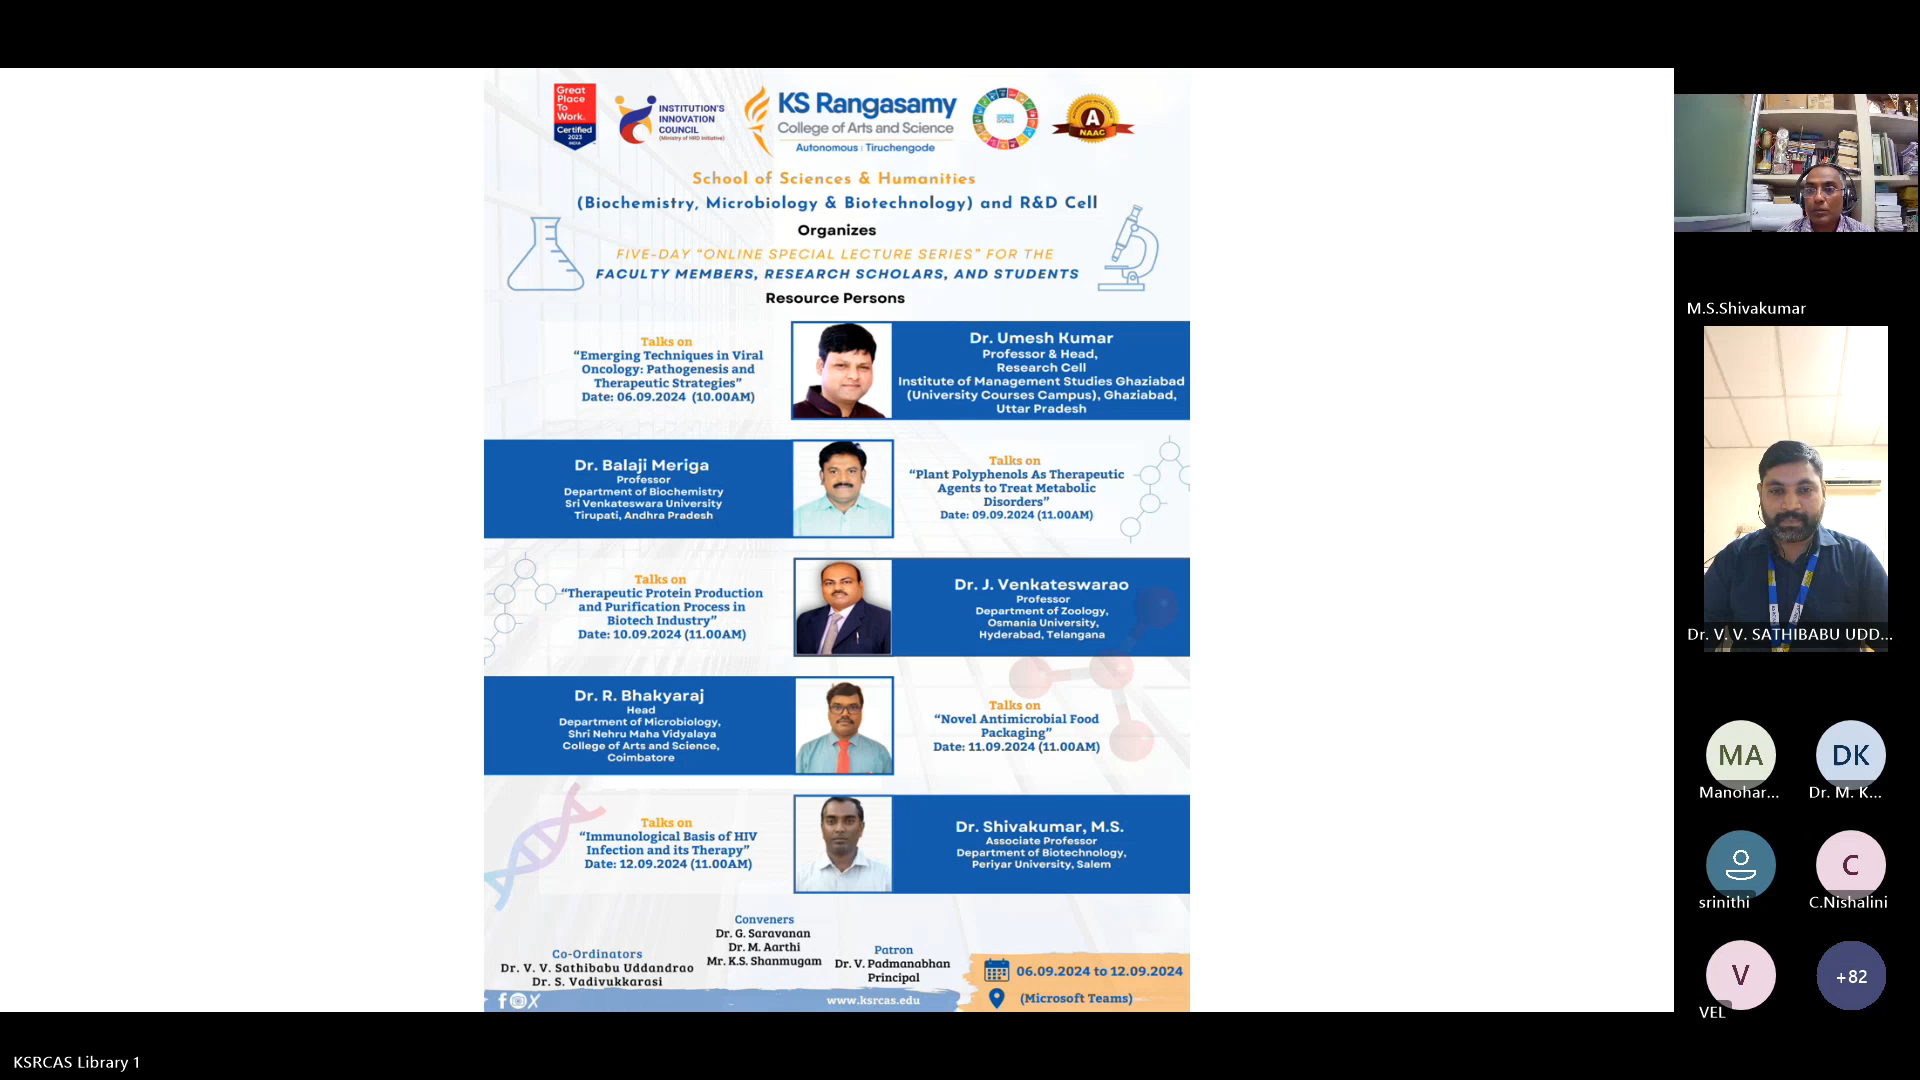 Great
Place
To
Work.
Certified
2023
INDIA
INSTITUTION'S
INNOVATION
COUNCIL
(Ministry of HRD Initiative)
KS Rangasamy
College of Arts and Science
Autonomous | Tiruchengode
A
NAAC
School of Sciences & Humanities
(Biochemistry, Microbiology & Biotechnology) and R&D Cell
Organizes
FIVE-DAY "ONLINE SPECIAL LECTURE SERIES" FOR THE
FACULTY MEMBERS, RESEARCH SCHOLARS, AND STUDENTS
Resource Persons
Talks on
"Emerging Techniques in Viral
Oncology: Pathogenesis and
Therapeutic Strategies"
Date: 06.09.2024 (10.00AM)
Dr. Umesh Kumar
Professor & Head,
Research Cell
Institute of Management Studies Ghaziabad
(University Courses Campus), Ghaziabad,
Uttar Pradesh
Dr. Balaji Meriga
Professor
Department of Biochemistry
Sri Venkateswara University
Tirupati, Andhra Pradesh
Talks on
"Plant Polyphenols As Therapeutic
Agents to Treat Metabolic
Disorders"
Date: 09.09.2024 (11.00AM)
Talks on
"Therapeutic Protein Production
and Purification Process in
Biotech Industry"
Date: 10.09.2024 (11.00AM)
Dr. J. Venkateswarao
Professor
Department of Zoology,
Osmania University,
Hyderabad, Telangana
Dr. R. Bhakyaraj
Head
Department of Microbiology,
Shri Nehru Maha Vidyalaya
College of Arts and Science,
Coimbatore
Talks on
"Novel Antimicrobial Food
Packaging"
Date: 11.09.2024 (11.00AM)
Talks on
"Immunological Basis of HIV
Infection and its Therapy"
Date: 12.09.2024 (11.00AM)
Dr. Shivakumar, M.S.
Associate Professor
Department of Biotechnology,
Periyar University, Salem
Co-Ordinators
Dr. V. V. Sathibabu Uddandrao
Dr. S. Vadivukkarasi
Conveners
Dr. G. Saravanan
Dr. M. Aarthi
Mr. K.S. Shanmugam
Patron
Dr. V. Padmanabhan
Principal
06.09.2024 to 12.09.2024
(Microsoft Teams)
www.ksrcas.edu
M.S.Shivakumar
Dr. V. V. SATHIBABU UDD...
MA
Manohar...
DK
Dr. M. K...
srinithi
C
C.Nishalini
V
VEL
+82
KSRCAS Library 1